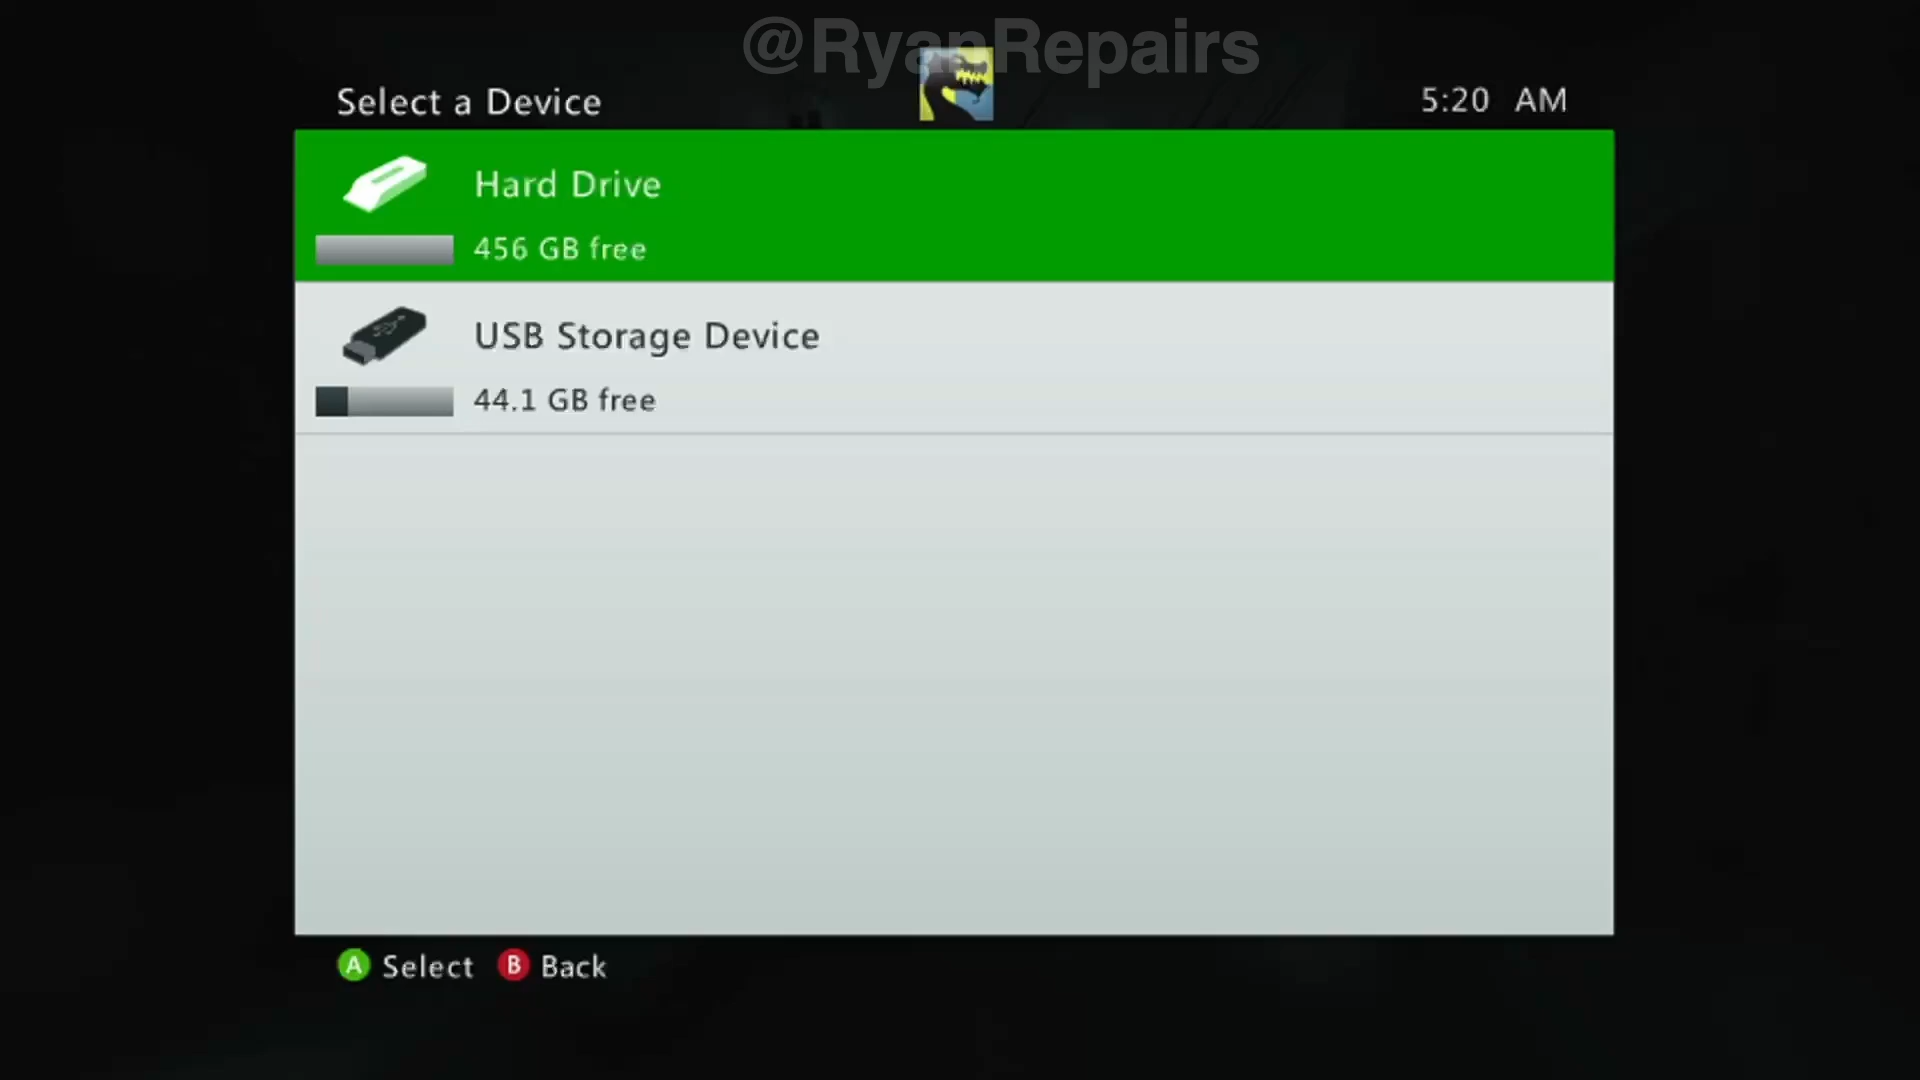 @RyanRepairs
Select a Device
5:20 AM
Hard Drive
456 GB free
USB Storage Device
44.1 GB free
A Select B Back